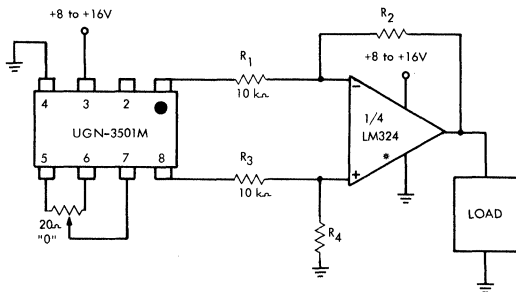 +8 to +16V
R2
R1
+8 to +16V
4 3 2
10 kΩ
−
1/4
LM324
*
UGN-3501M
R3
5 6 7 8
+
10 kΩ
LOAD
20Ω
"0"
R4